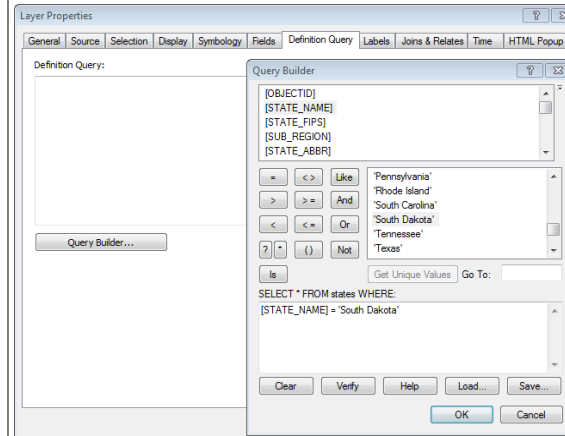 Layer Properties
General Source Selection Display Symbology Fields Definition Query Labels Joins & Relates Time HTML Popup
Definition Query:
Query Builder...
Query Builder
[OBJECTID]
[STATE_NAME]
[STATE_FIPS]
[SUB_REGION]
[STATE_ABBR]
= <> Like
> >= And
< <= Or
? * () Not
Is
'Pennsylvania'
'Rhode Island'
'South Carolina'
'South Dakota'
'Tennessee'
'Texas'
Get Unique Values Go To:
SELECT * FROM states WHERE:
[STATE_NAME] = 'South Dakota'
Clear Verify Help Load... Save...
OK Cancel